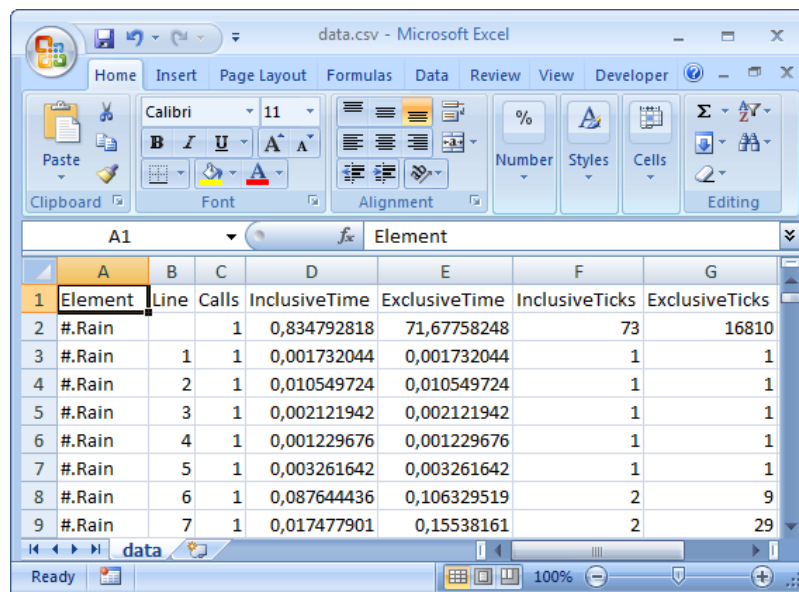 data.csv - Microsoft Excel
Home Insert Page Layout Formulas Data Review View Developer
Paste
Calibri 11
B I U A A
A
%
Number
A
Styles
Cells
Σ
A
Z
Clipboard Font Alignment Editing
A1 fx Element
A B C D E F G
1 Element Line Calls InclusiveTime ExclusiveTime InclusiveTicks ExclusiveTicks
2 #.Rain 1 0,834792818 71,67758248 73 16810
3 #.Rain 1 1 0,001732044 0,001732044 1 1
4 #.Rain 2 1 0,010549724 0,010549724 1 1
5 #.Rain 3 1 0,002121942 0,002121942 1 1
6 #.Rain 4 1 0,001229676 0,001229676 1 1
7 #.Rain 5 1 0,003261642 0,003261642 1 1
8 #.Rain 6 1 0,087644436 0,106329519 2 9
9 #.Rain 7 1 0,017477901 0,15538161 2 29
data
Ready 100%